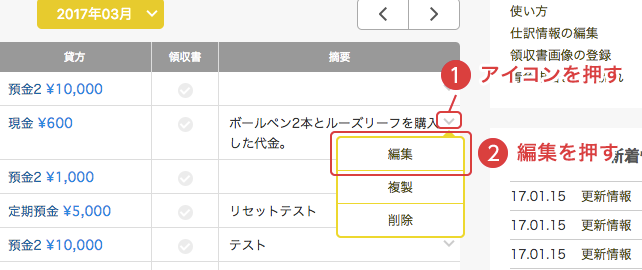 2017年03月
使い方
仕訳情報の編集
領収書画像の登録
貸方 領収書 摘要
1 アイコンを押す
預金2 ¥10,000
現金 ¥600 ボールペン2本とルーズリーフを購入
した代金。
2 編集を押す
編集
預金2 ¥1,000
複製
定期預金 ¥5,000 リセットテスト
削除
預金2 ¥10,000 テスト
新着
17.01.15 更新情報
17.01.15 更新情報
17.01.15 更新情報